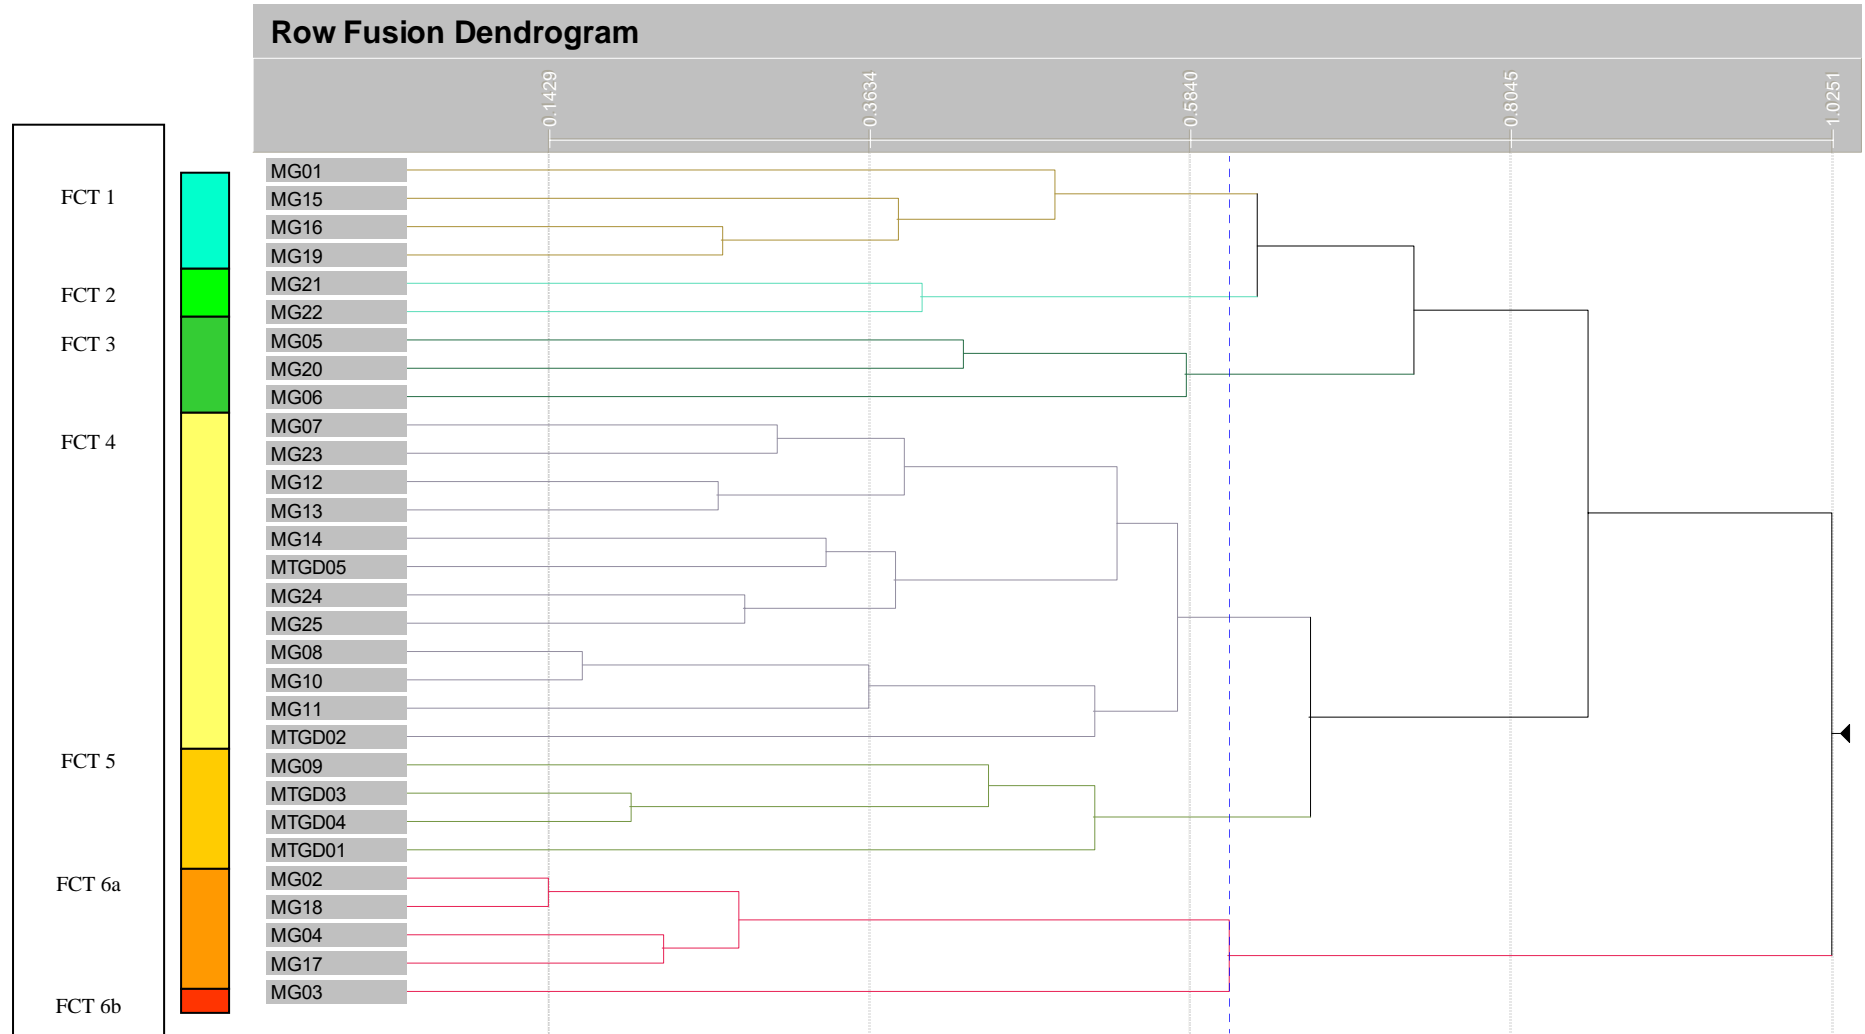 Row Fusion Dendrogram
0.1429
0.3634
0.5840
0.8045
1.0251
FCT 1
FCT 2
FCT 3
FCT 4
FCT 5
FCT 6a
FCT 6b
MG01
MG15
MG16
MG19
MG21
MG22
MG05
MG20
MG06
MG07
MG23
MG12
MG13
MG14
MTGD05
MG24
MG25
MG08
MG10
MG11
MTGD02
MG09
MTGD03
MTGD04
MTGD01
MG02
MG18
MG04
MG17
MG03